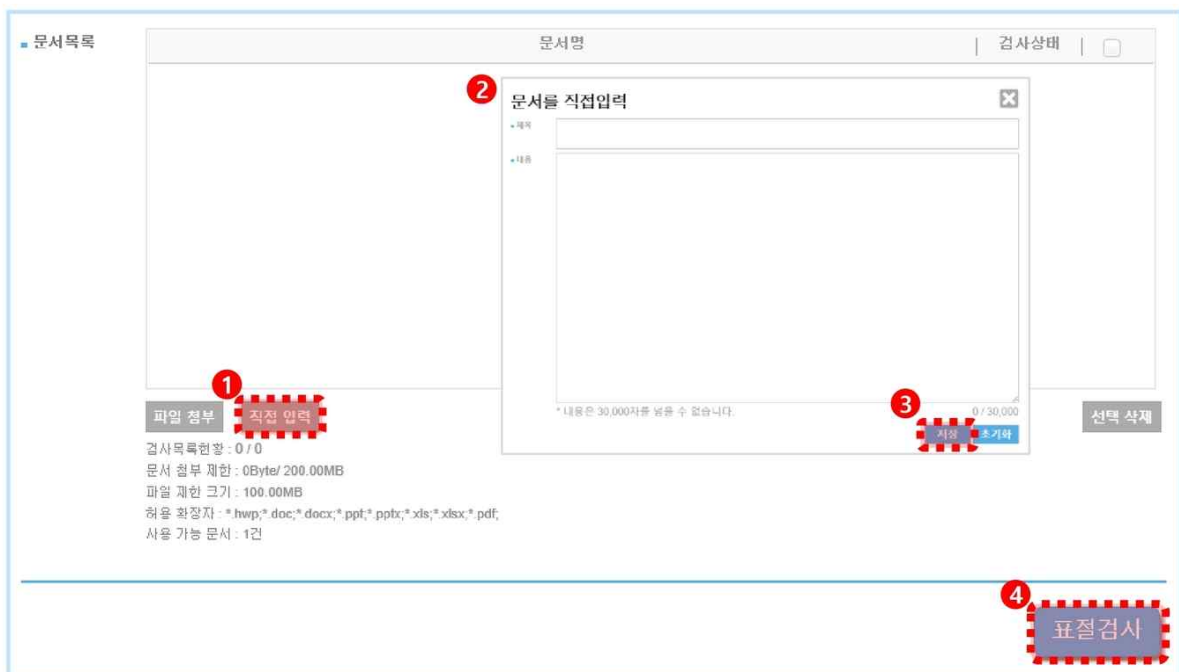 문서목록
문서명
검사상태
2
문서를 직접입력
제목
내용
1
파일 첨부
직접 입력
* 내용은 30,000자를 넘을 수 없습니다.
3
0 / 30,000
저장
초기화
선택 삭제
검사목록현황 : 0 / 0
문서 첨부 제한 : 0Byte/ 200.00MB
파일 제한 크기 : 100.00MB
허용 확장자 : *.hwp;*.doc;*.docx;*.ppt;*.pptx;*.xls;*.xlsx;*.pdf;
사용 가능 문서 : 1건
4
표절검사